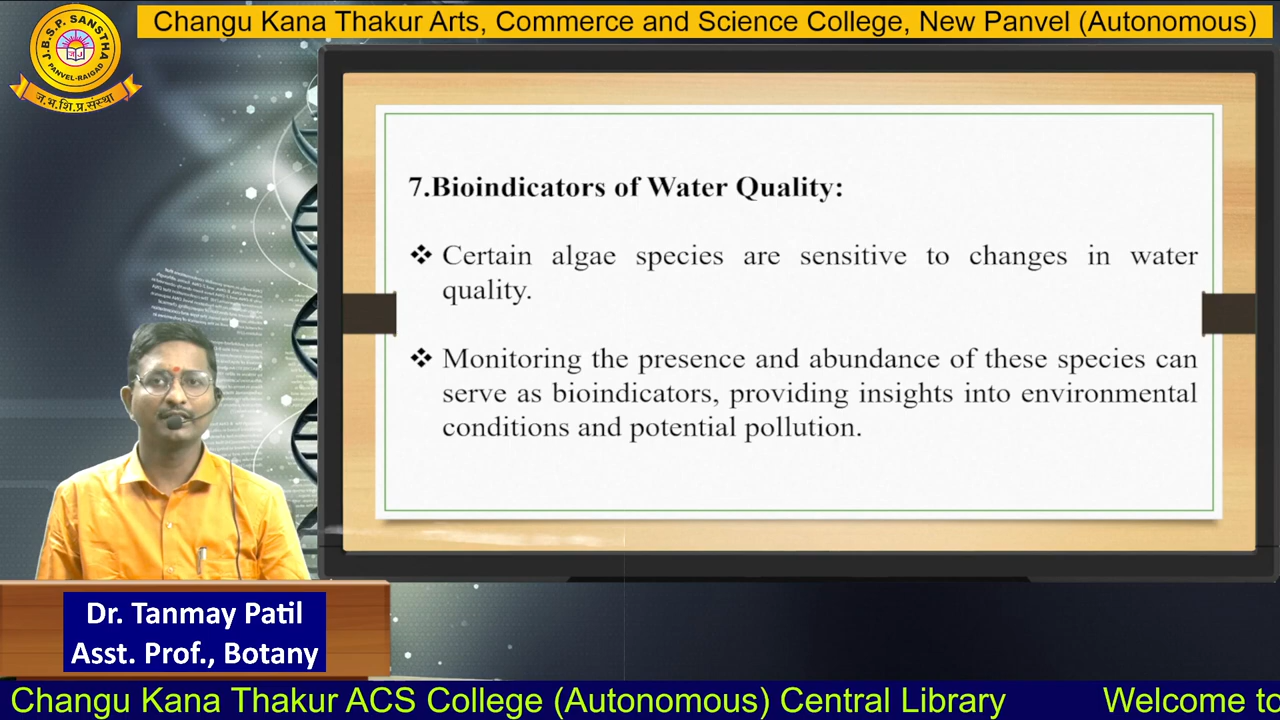 Changu Kana Thakur Arts, Commerce and Science College, New Panvel (Autonomous)
J.B.S.P. SANSTHA
PANVEL-RAIGAD
ज.भ.शि.प्र.संस्था
7.Bioindicators of Water Quality:
❖ Certain algae species are sensitive to changes in water
quality.
❖ Monitoring the presence and abundance of these species can
serve as bioindicators, providing insights into environmental
conditions and potential pollution.
Dr. Tanmay Patil
Asst. Prof., Botany
Changu Kana Thakur ACS College (Autonomous) Central Library Welcome to